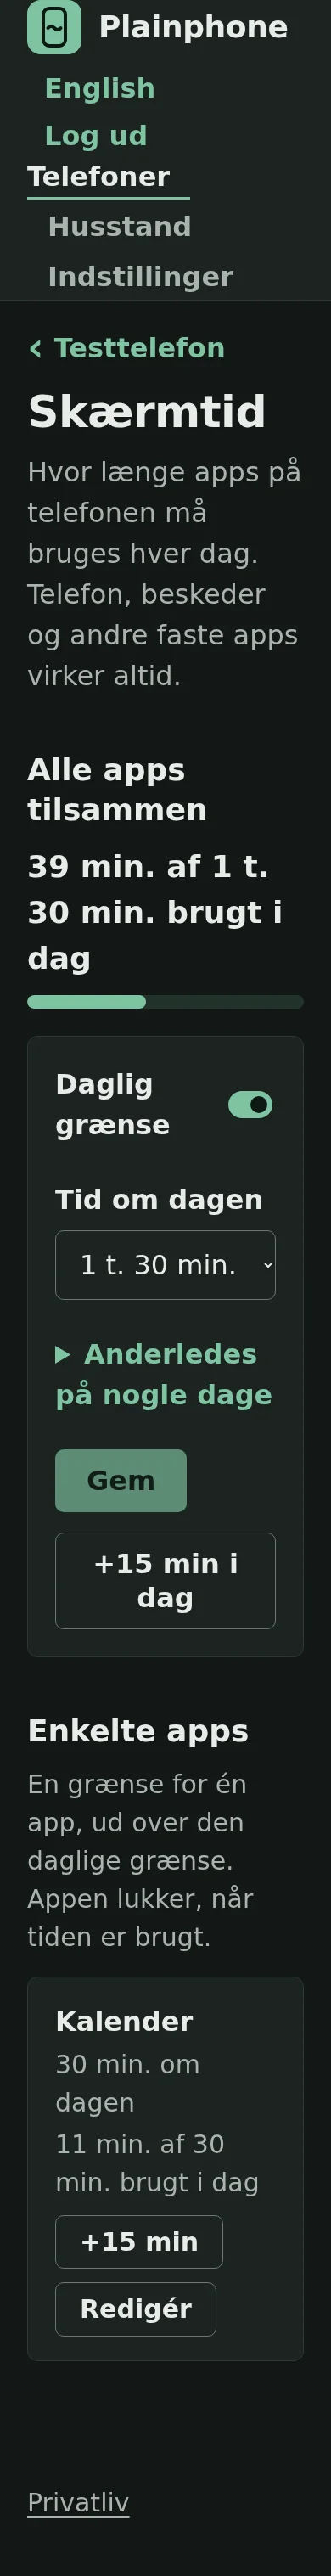 Plainphone
English
Log ud
Telefoner
Husstand
Indstillinger
‹ Testtelefon
Skærmtid
Hvor længe apps på
telefonen må
bruges hver dag.
Telefon, beskeder
og andre faste apps
virker altid.
Alle apps
tilsammen
39 min. af 1 t.
30 min. brugt i
dag
Daglig
grænse
Tid om dagen
1 t. 30 min.
Anderledes
på nogle dage
Gem
+15 min i
dag
Enkelte apps
En grænse for én
app, ud over den
daglige grænse.
Appen lukker, når
tiden er brugt.
Kalender
30 min. om
dagen
11 min. af 30
min. brugt i dag
+15 min
Redigér
Privatliv